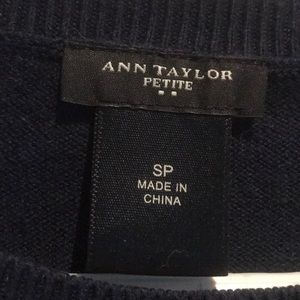 ANN TAYLOR
PETITE
SP
MADE IN
CHINA